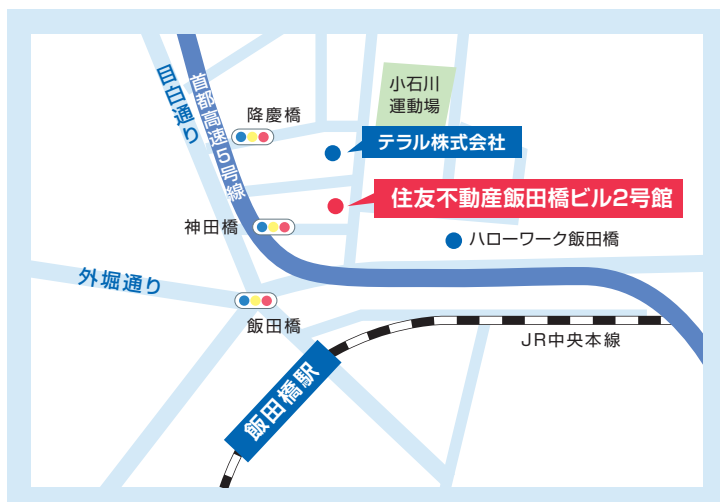 目白通り
首都高速5号線
降慶橋
小石川
運動場
テラル株式会社
住友不動産飯田橋ビル2号館
神田橋
ハローワーク飯田橋
外堀通り
飯田橋
JR中央本線
飯田橋駅